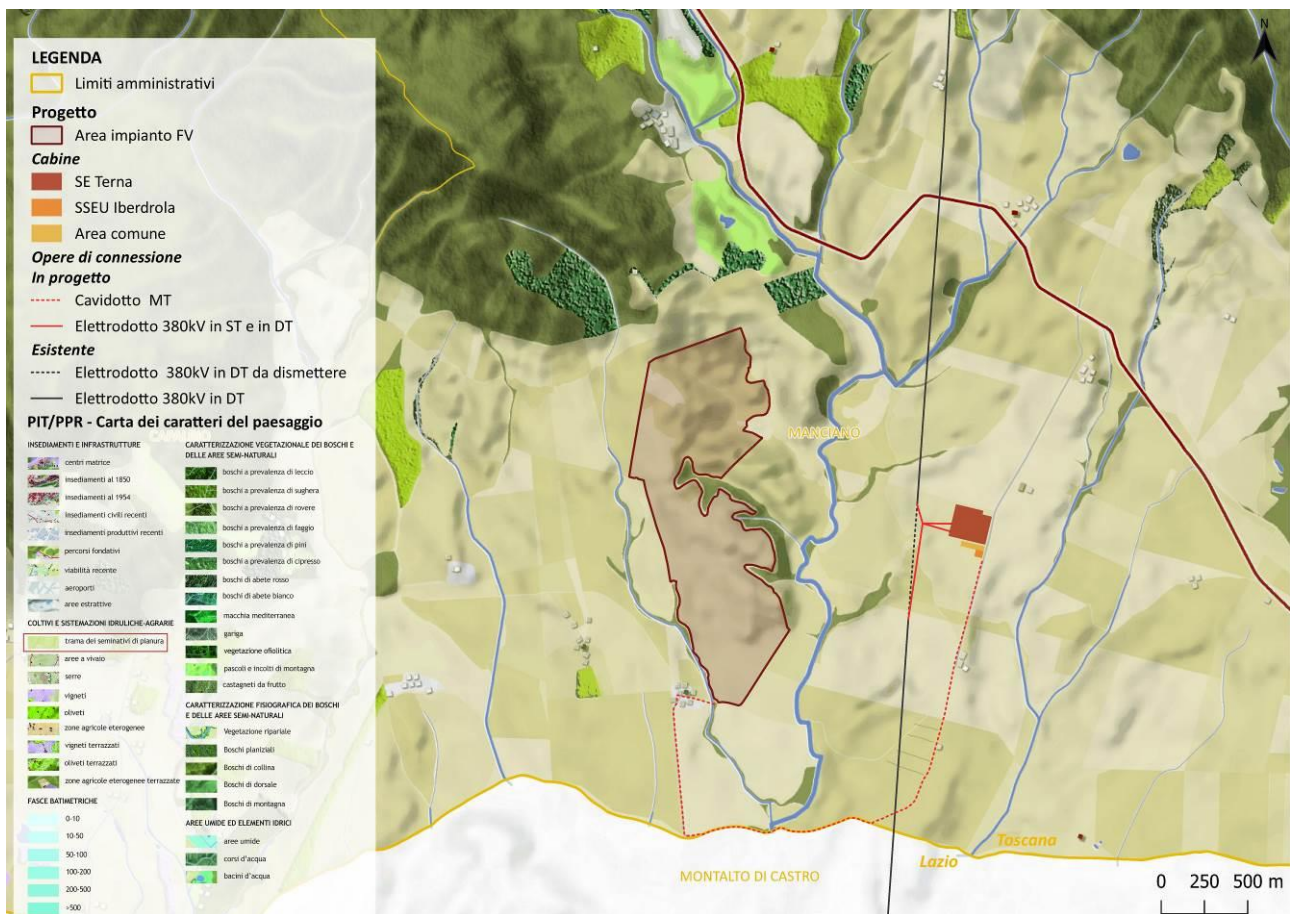 LEGENDA
Limiti amministrativi
Progetto
Area impianto FV
Cabine
SE Terna
SSEU Iberdrola
Area comune
Opere di connessione
In progetto
Cavidotto MT
Elettrodotto 380kV in ST e in DT
Esistente
Elettrodotto 380kV in DT da dismettere
Elettrodotto 380kV in DT
PIT/PPR - Carta dei caratteri del paesaggio
INSEDIAMENTI E INFRASTRUTTURE
centri matrice
insediamenti al 1850
insediamenti al 1954
insediamenti civili recenti
insediamenti produttivi recenti
percorsi fondativi
viabilità recente
aeroporti
aree estrattive
COLTIVI E SISTEMAZIONI IDRULICHE-AGRARIE
trama dei seminativi di pianura
aree a vivaio
serre
vigneti
oliveti
zone agricole eterogenee
vigneti terrazzati
oliveti terrazzati
zone agricole eterogenee terrazzate
FASCE BATIMETRICHE
0-10
10-50
50-100
100-200
200-500
>500
CARATTERIZZAZIONE VEGETAZIONALE DEI BOSCHI E
DELLE AREE SEMI-NATURALI
boschi a prevalenza di leccio
boschi a prevalenza di sughera
boschi a prevalenza di rovere
boschi a prevalenza di faggio
boschi a prevalenza di pini
boschi a prevalenza di cipresso
boschi di abete rosso
boschi di abete bianco
macchia mediterranea
gariga
vegetazione ofiolitica
pascoli e incolti di montagna
castagneti da frutto
CARATTERIZZAZIONE FISIOGRAFICA DEI BOSCHI
E DELLE AREE SEMI-NATURALI
Vegetazione ripariale
Boschi planiziali
Boschi di collina
Boschi di dorsale
Boschi di montagna
AREE UMIDE ED ELEMENTI IDRICI
aree umide
corsi d'acqua
bacini d'acqua
N
MANCIANO
Toscana
Lazio
MONTALTO DI CASTRO
0 250 500 m